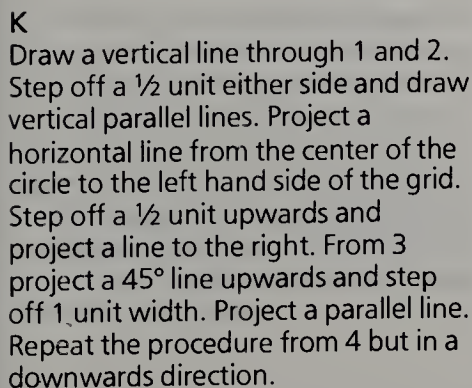 K
Draw a vertical line through 1 and 2.
Step off a ½ unit either side and draw
vertical parallel lines. Project a
horizontal line from the center of the
circle to the left hand side of the grid.
Step off a ½ unit upwards and
project a line to the right. From 3
project a 45° line upwards and step
off 1 unit width. Project a parallel line.
Repeat the procedure from 4 but in a
downwards direction.